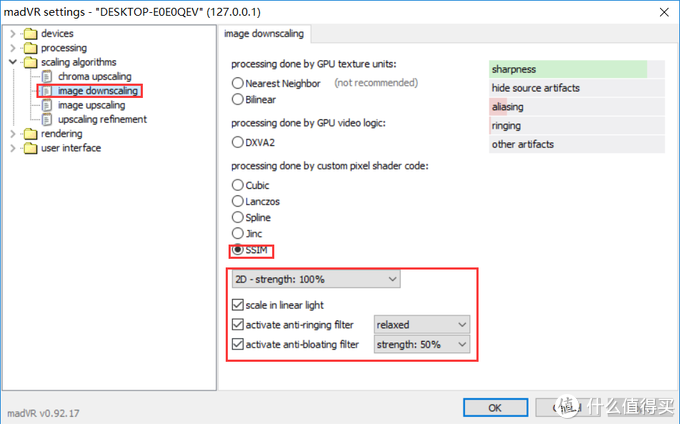 madVR settings - "DESKTOP-E0E0QEV" (127.0.0.1)
devices
processing
scaling algorithms
chroma upscaling
image downscaling
image upscaling
upscaling refinement
rendering
user interface
image downscaling
processing done by GPU texture units:
Nearest Neighbor (not recommended)
Bilinear
processing done by GPU video logic:
DXVA2
processing done by custom pixel shader code:
Cubic
Lanczos
Spline
Jinc
SSIM
2D - strength: 100%
scale in linear light
activate anti-ringing filter relaxed
activate anti-bloating filter strength: 50%
sharpness
hide source artifacts
aliasing
ringing
other artifacts
madVR v0.92.17
OK
值 什么值得买